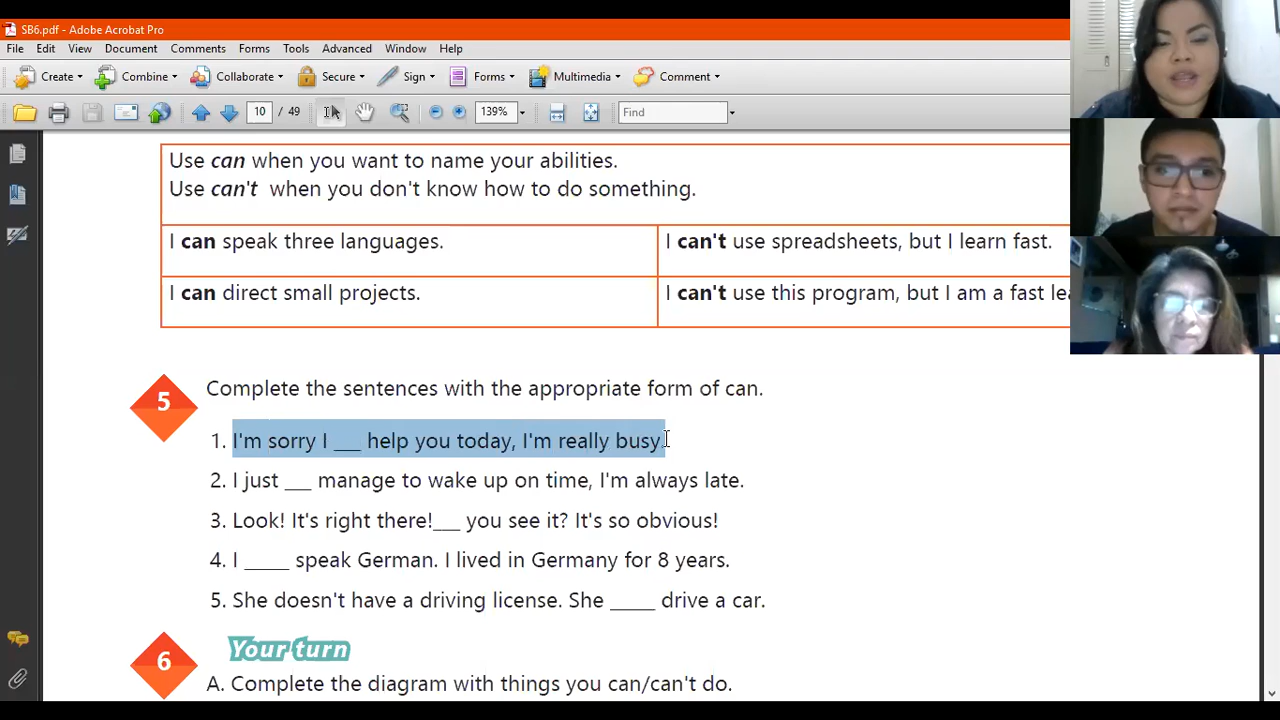 SB6.pdf - Adobe Acrobat Pro
File Edit View Document Comments Forms Tools Advanced Window Help
Create Combine Collaborate Secure Sign Forms Multimedia Comment
10 / 49 139% Find
Use can when you want to name your abilities.
Use can't when you don't know how to do something.
I can speak three languages. I can't use spreadsheets, but I learn fast.
I can direct small projects. I can't use this program, but I am a fast lea
5 Complete the sentences with the appropriate form of can.
1. I'm sorry I ___ help you today, I'm really busy.
2. I just ___ manage to wake up on time, I'm always late.
3. Look! It's right there!___ you see it? It's so obvious!
4. I _____ speak German. I lived in Germany for 8 years.
5. She doesn't have a driving license. She _____ drive a car.
6 Your turn
A. Complete the diagram with things you can/can't do.